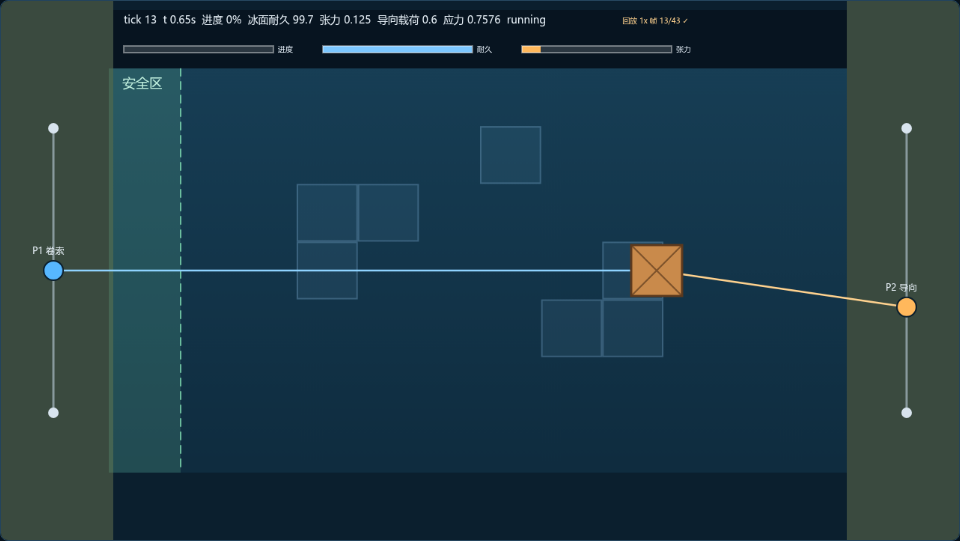 tick 13 t 0.65s 进度 0% 冰面耐久 99.7 张力 0.125 导向载荷 0.6 应力 0.7576 running
回放 1x 帧 13/43 ✓
进度 耐久 张力
安全区
P1 卷索
P2 导向